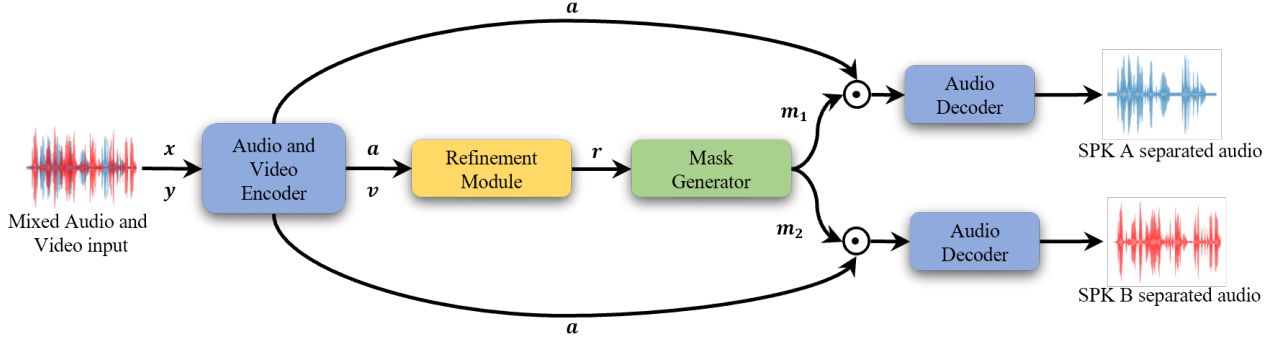 a
x
y
Mixed Audio and
Video input
Audio and
Video
Encoder
a
v
Refinement
Module
r
Mask
Generator
m₁
m₂
Audio
Decoder
SPK A separated audio
Audio
Decoder
SPK B separated audio
a